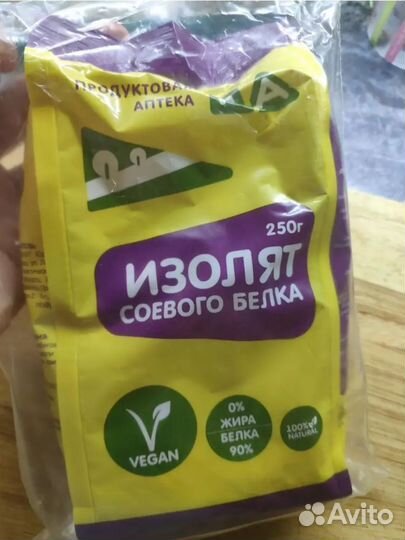 ПРОДУКТОВАЯ
АПТЕКА
250г
ИЗОЛЯТ
СОЕВОГО БЕЛКА
VEGAN
0%
ЖИРА
БЕЛКА
90%
100%
NATURAL
Avito